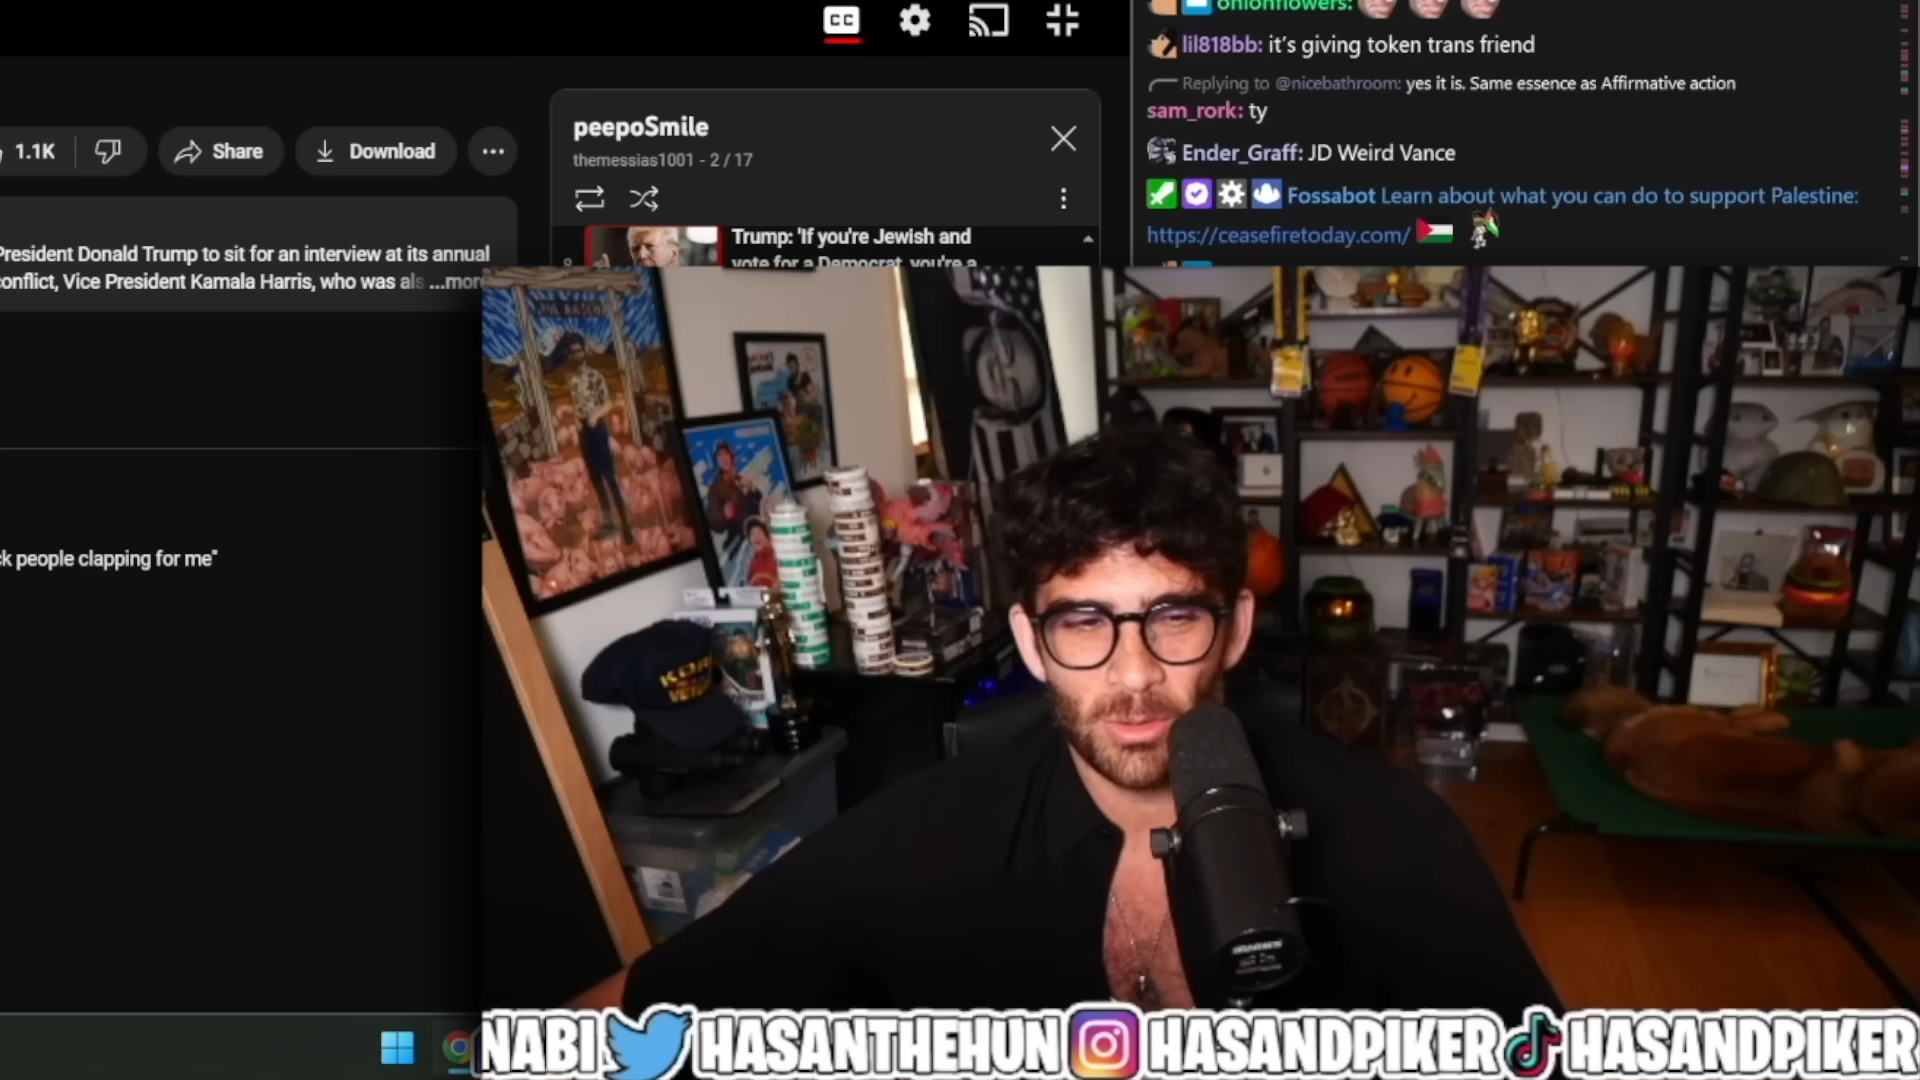 CC
1.1K
Share
Download
President Donald Trump to sit for an interview at its annual
onflict, Vice President Kamala Harris, who was als ...more
ck people clapping for me"
peepoSmile
themessias1001 - 2 / 17
Trump: 'If you're Jewish and
vote for a Democrat, you're a
onionflowers:
lil818bb: it's giving token trans friend
Replying to @nicebathroom: yes it is. Same essence as Affirmative action
sam_rork: ty
Ender_Graff: JD Weird Vance
Fossabot Learn about what you can do to support Palestine:
https://ceasefiretoday.com/
NABI HASANTHEHUN HASANDPIKER HASANDPIKER